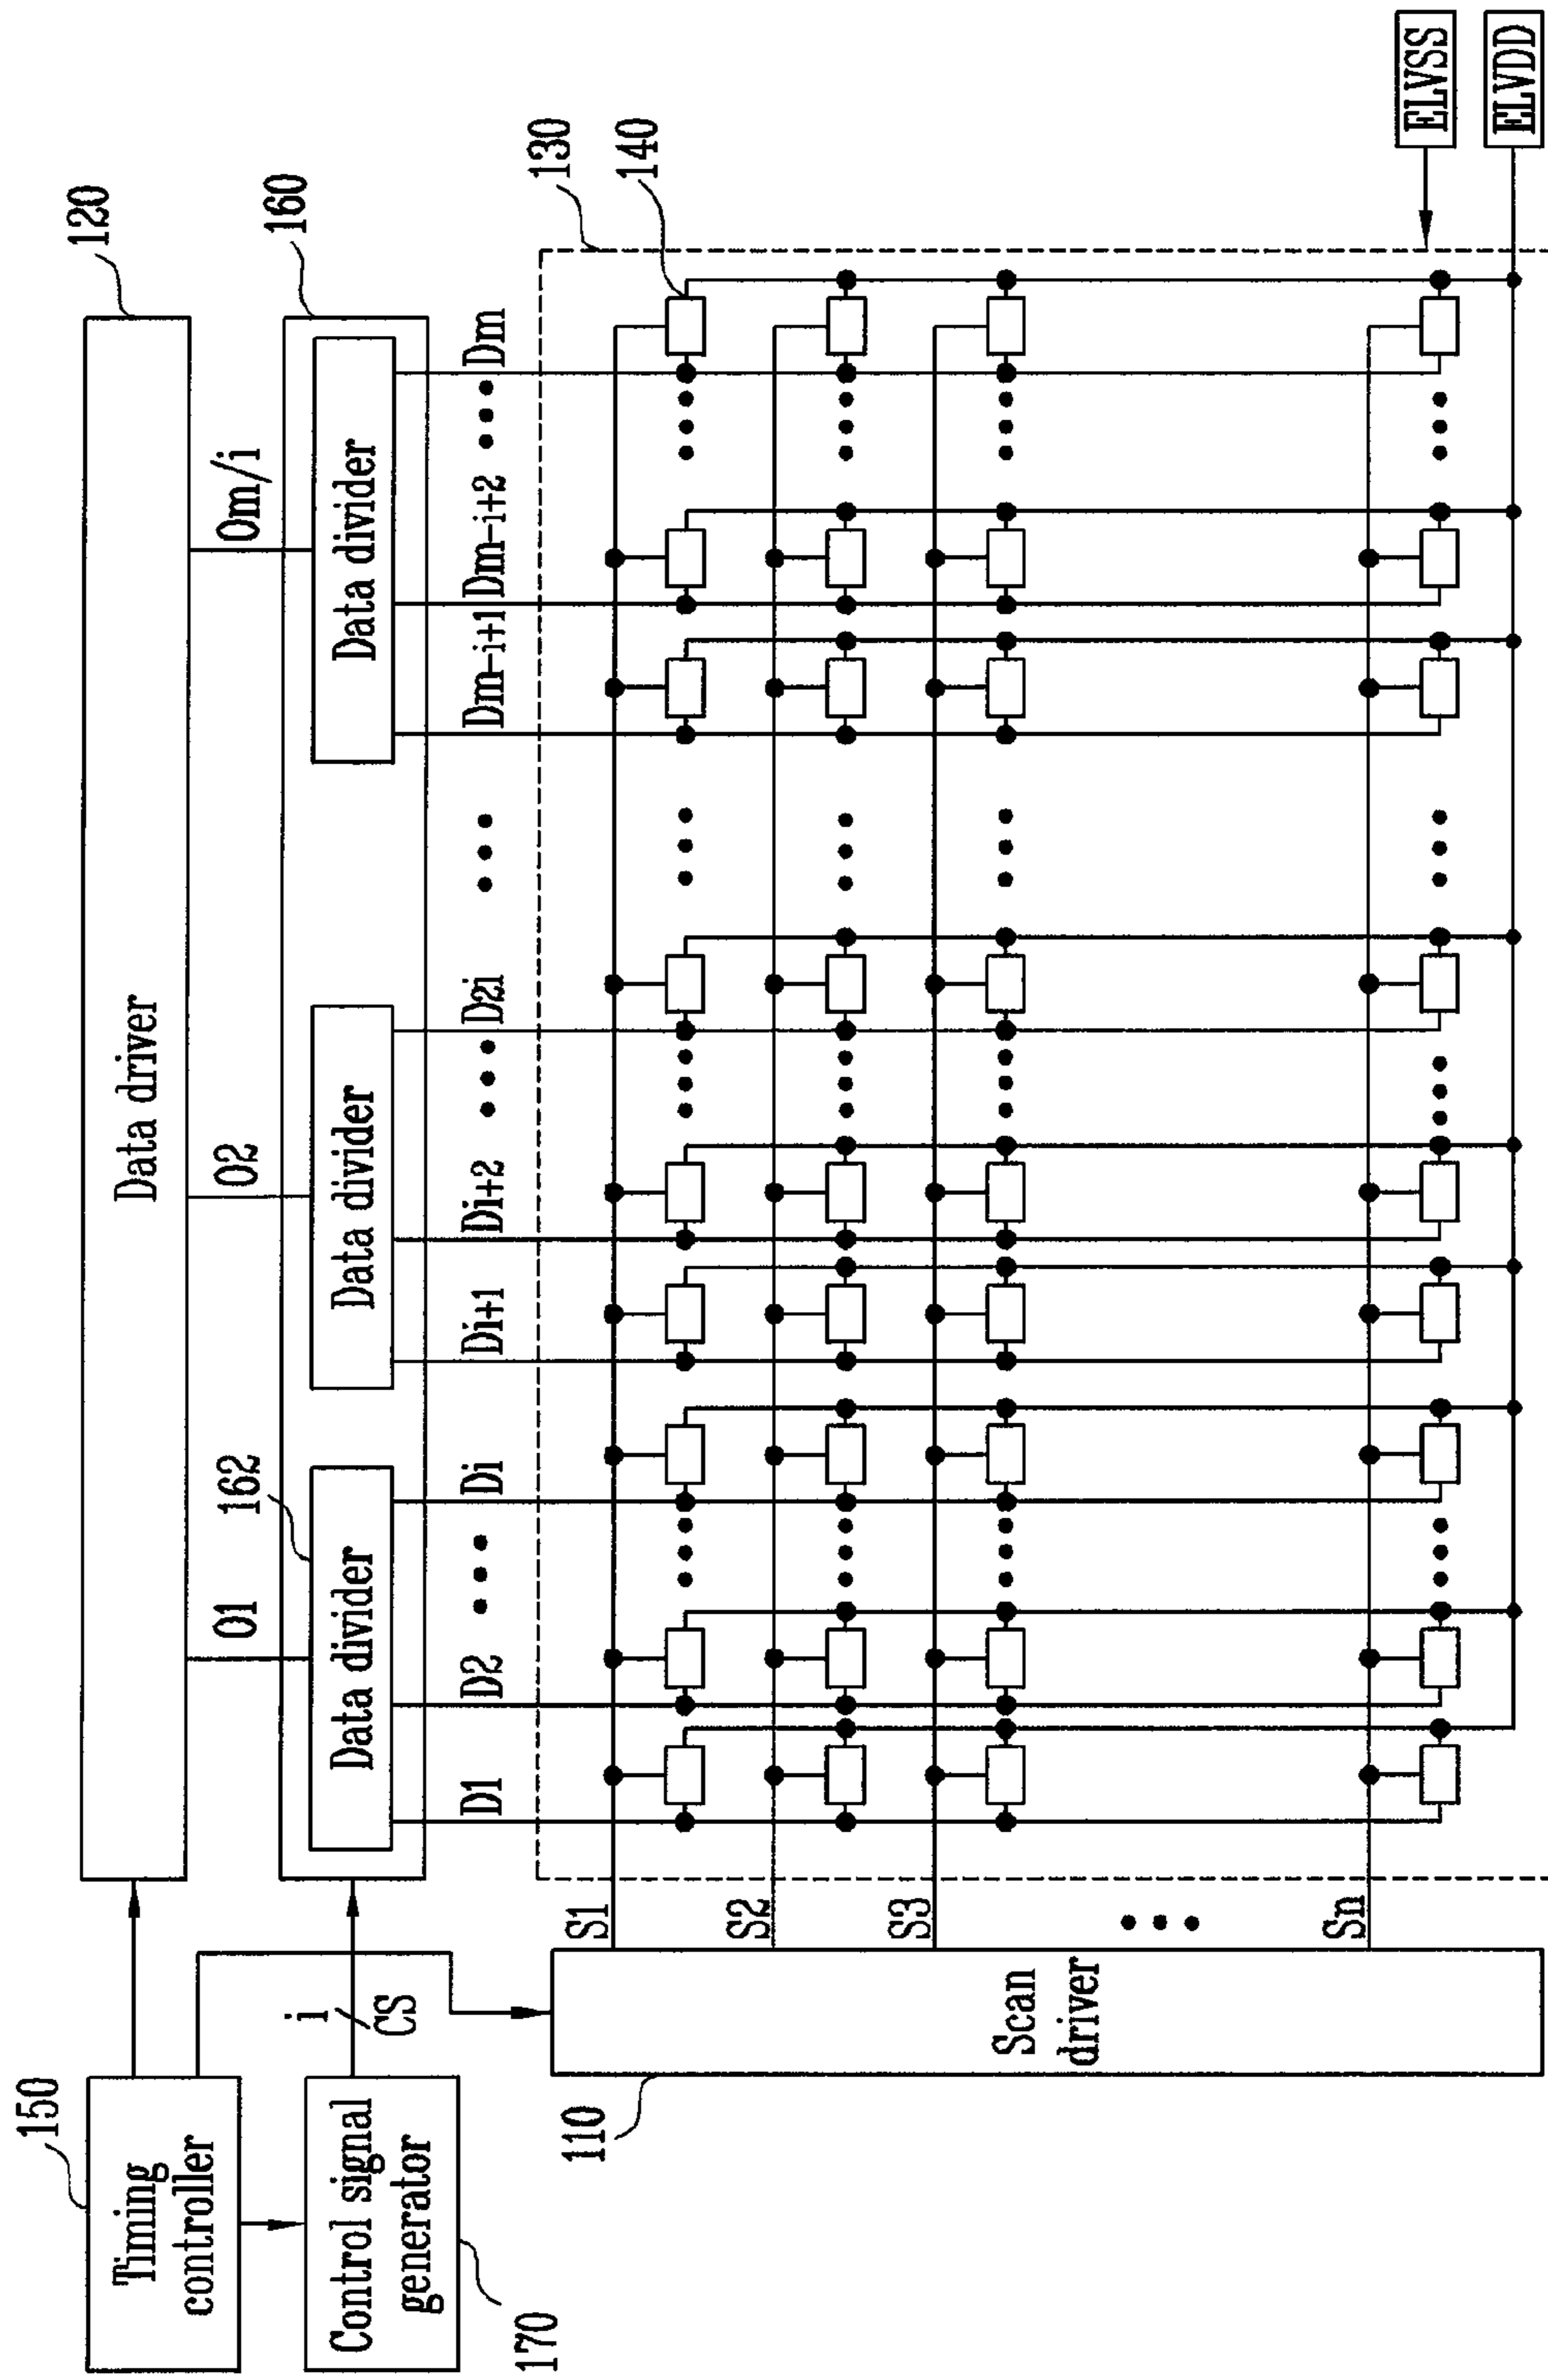 150
Timing
controller
Control signal
generator
170
i
CS
120
Data driver
O1
O2
Om/i
160
162
Data divider
Data divider
Data divider
D1
D2
Di
Di+1
Di+2
D2i
Dm-i+1
Dm-i+2
Dm
130
140
S1
S2
S3
Sn
110
Scan
driver
ELVSS
ELVDD